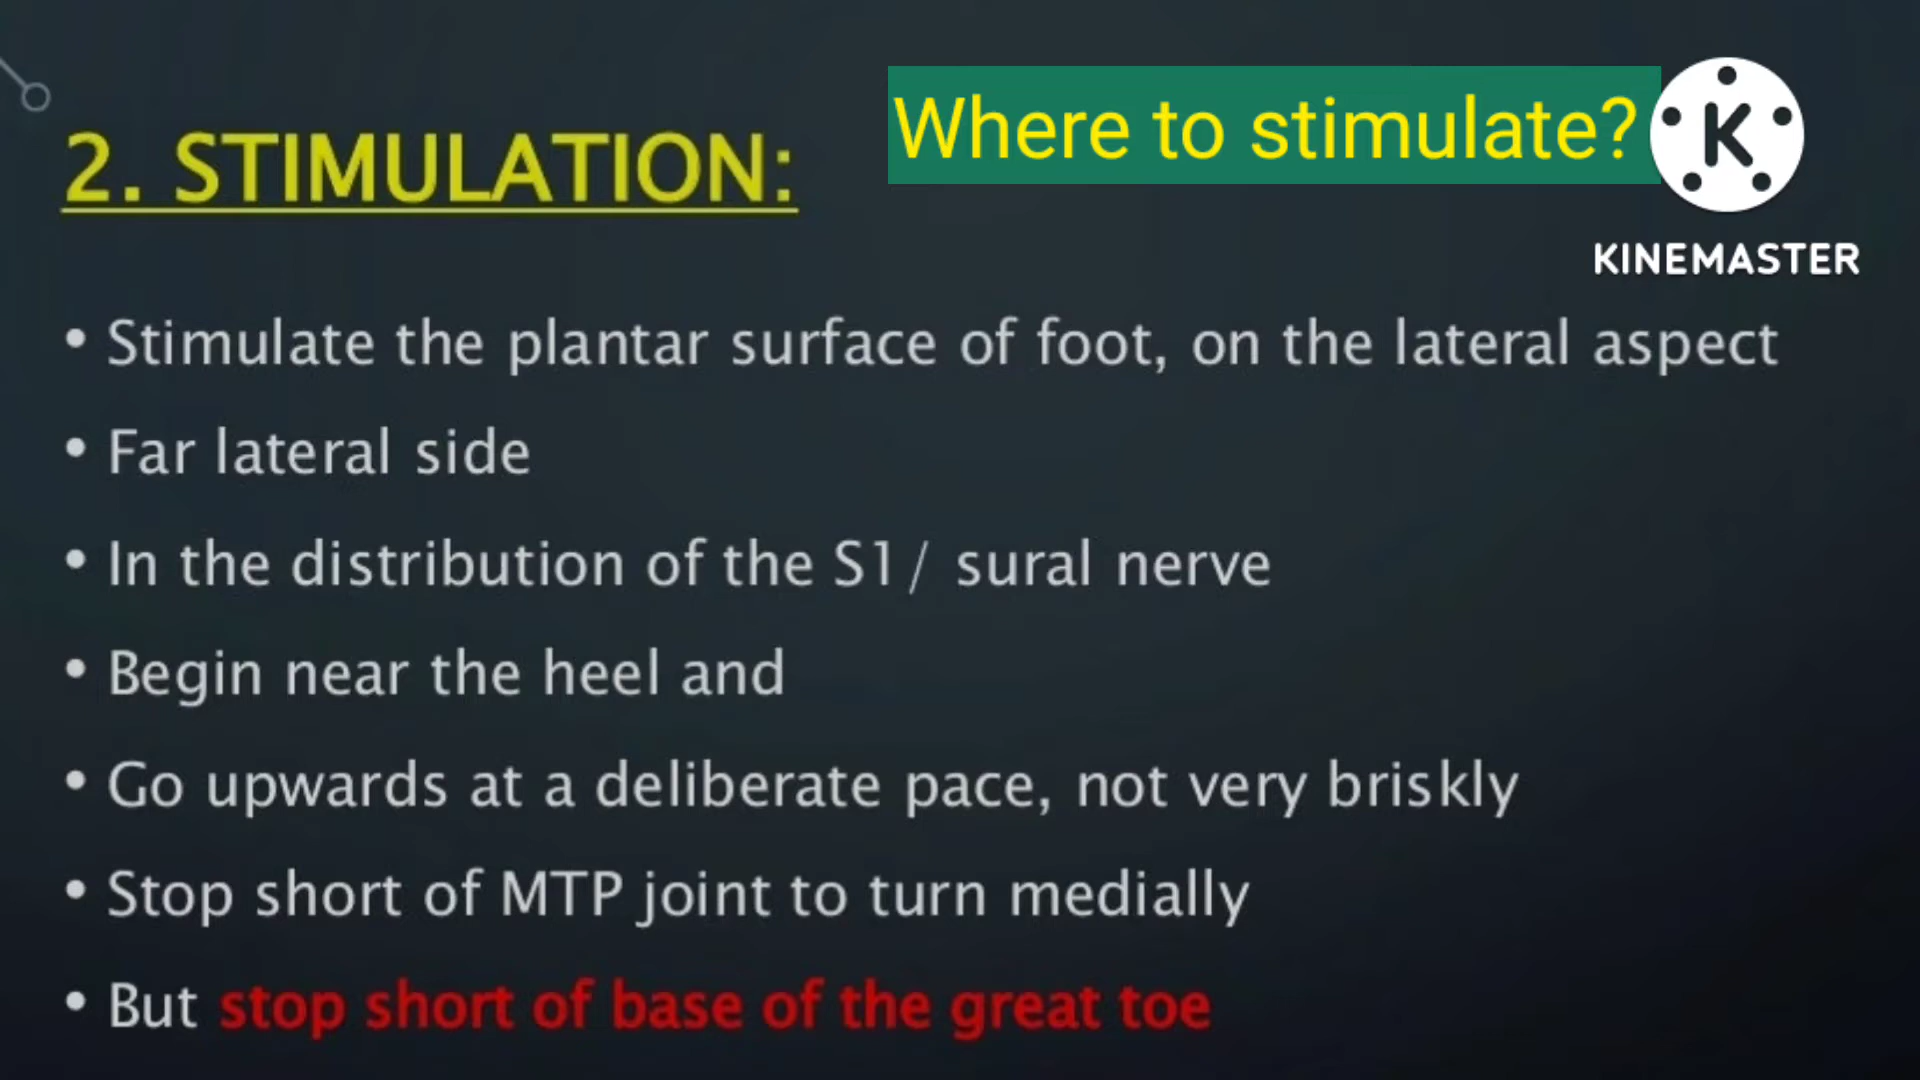 Where to stimulate?
K
KINEMASTER
2. STIMULATION:
• Stimulate the plantar surface of foot, on the lateral aspect
• Far lateral side
• In the distribution of the S1/ sural nerve
• Begin near the heel and
• Go upwards at a deliberate pace, not very briskly
• Stop short of MTP joint to turn medially
• But stop short of base of the great toe